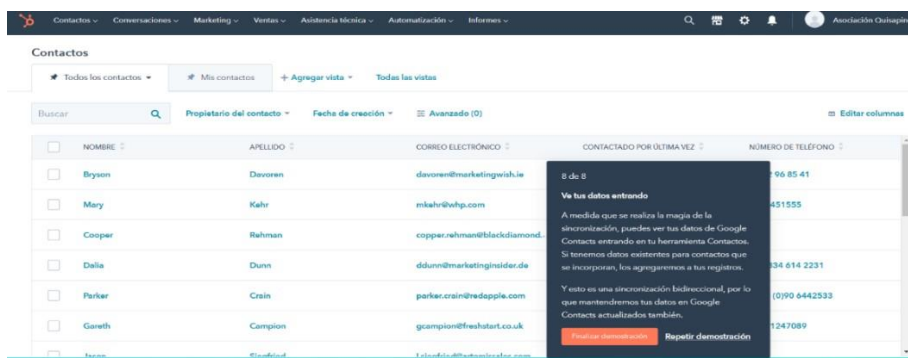 Contactos Conversaciones Marketing Ventas Asistencia técnica Automatización Informes Asociación Quisapin
Contactos
Todos los contactos Mis contactos + Agregar vista Todas las vistas
Buscar Propietario del contacto Fecha de creación Avanzado (0) Editar columnas
NOMBRE APELLIDO CORREO ELECTRÓNICO CONTACTADO POR ÚLTIMA VEZ NÚMERO DE TELÉFONO
Bryson Davoren davoren@marketingwish.ie 96 85 41
Mary Kehr mkehr@whp.com 451555
Cooper Rehman copper.rehman@blackdiamond...
Dalia Dunn ddunn@marketinginsider.de 334 614 2231
Parker Crain parker.crain@redapple.com (0)90 6442533
Gareth Campion gcampion@freshstart.co.uk 1247089
Jason Siegfried
8 de 8
Ve tus datos entrando
A medida que se realiza la magia de la
sincronización, puedes ver tus datos de Google
Contacts entrando en tu herramienta Contactos.
Si tenemos datos existentes para contactos que
se incorporan, los agregaremos a tus registros.
Y esto es una sincronización bidireccional, por lo
que mantendremos tus datos en Google
Contacts actualizados también.
Finalizar demostración Repetir demostración